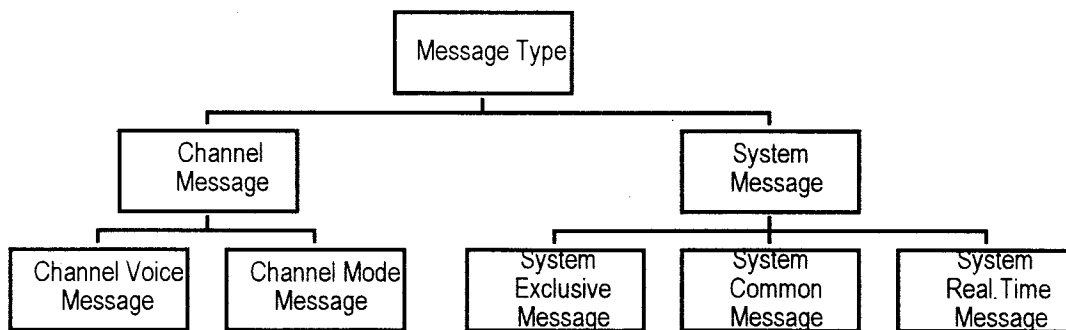 Message Type
Channel
Message
System
Message
Channel Voice
Message
Channel Mode
Message
System
Exclusive
Message
System
Common
Message
System
Real.Time
Message